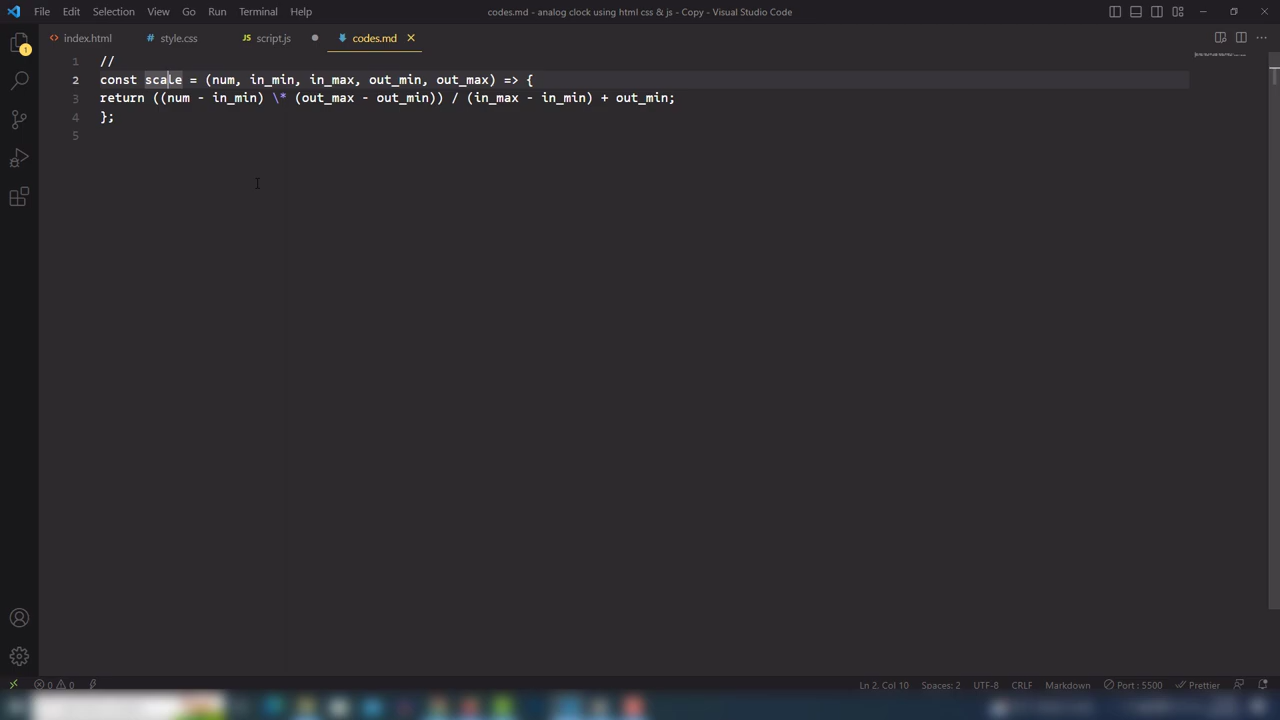 File Edit Selection View Go Run Terminal Help
codes.md - analog clock using html css & js - Copy - Visual Studio Code
index.html
style.css
JS script.js
codes.md
1
1 //
2 const scale = (num, in_min, in_max, out_min, out_max) => {
3 return ((num - in_min) \* (out_max - out_min)) / (in_max - in_min) + out_min;
4 };
5
0 0
Ln 2, Col 10 Spaces: 2 UTF-8 CRLF Markdown Port : 5500 Prettier